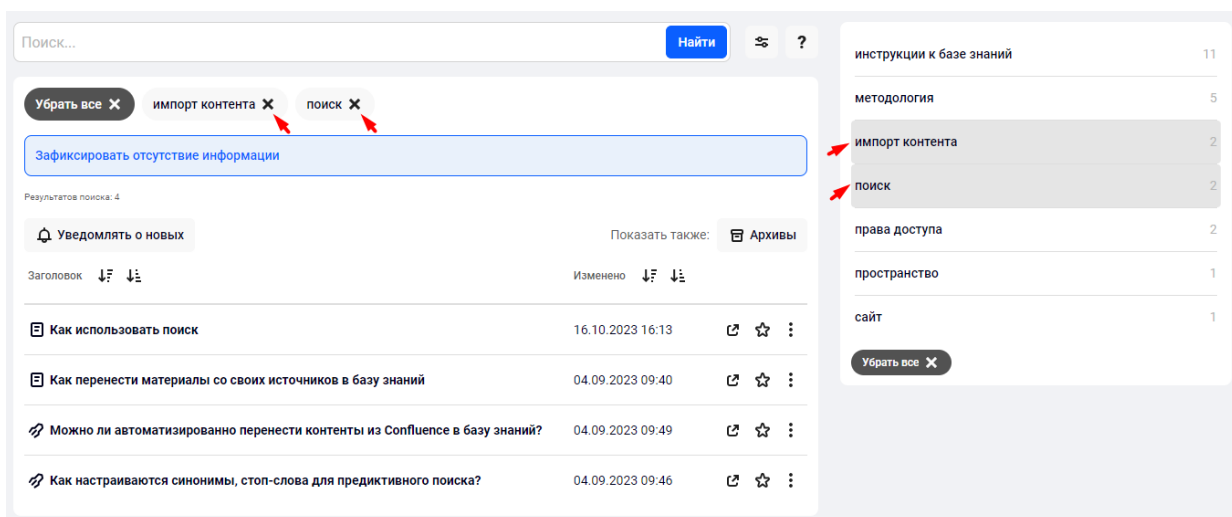 Поиск...
Найти
?
Убрать все
импорт контента
поиск
Зафиксировать отсутствие информации
Результатов поиска: 4
Уведомлять о новых
Показать также:
Архивы
Заголовок
Изменено
Как использовать поиск 16.10.2023 16:13
Как перенести материалы со своих источников в базу знаний 04.09.2023 09:40
Можно ли автоматизированно перенести контенты из Confluence в базу знаний? 04.09.2023 09:49
Как настраиваются синонимы, стоп-слова для предиктивного поиска? 04.09.2023 09:46
инструкции к базе знаний 11
методология 5
импорт контента 2
поиск 2
права доступа 2
пространство 1
сайт 1
Убрать все